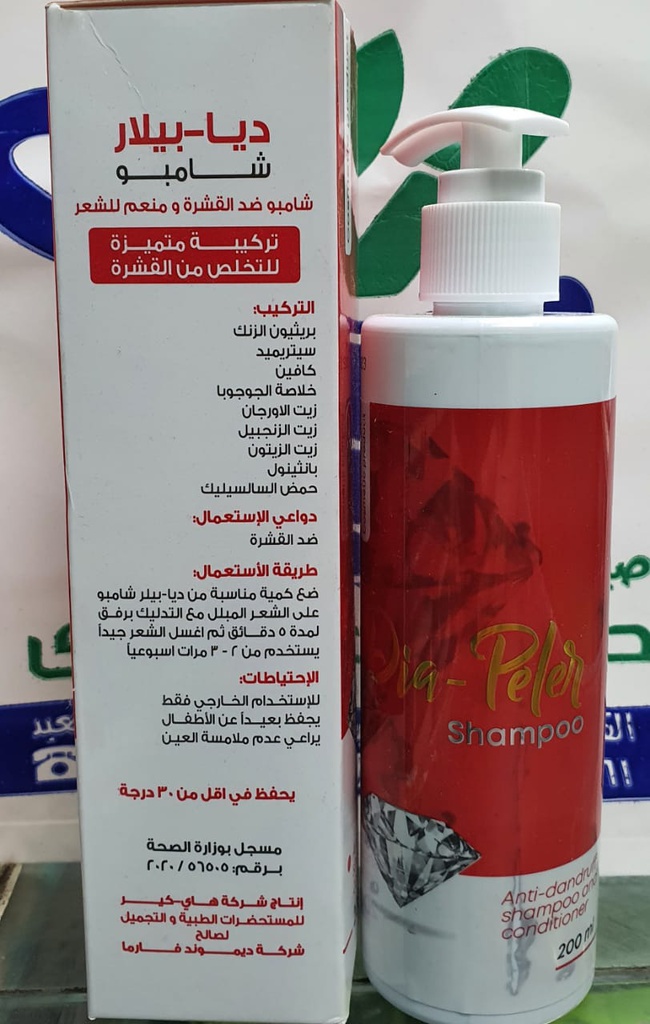 ديا-بيلار
شامبو
شامبو ضد القشرة و منعم للشعر
تركيبة متميزة
للتخلص من القشرة
التركيب:
بريثيون الزنك
سيتريميد
كافين
خلاصة الجوجوبا
زيت الاورجان
زيت الزنجبيل
زيت الزيتون
بانثينول
حمض السالسيليك
دواعي الإستعمال:
ضد القشرة
طريقة الأستعمال:
ضع كمية مناسبة من ديا-بيلر شامبو
على الشعر المبلل مع التدليك برفق
لمدة ٥ دقائق ثم اغسل الشعر جيداً
يستخدم من ٢ - ٣ مرات اسبوعياً
الإحتياطات:
للإستخدام الخارجي فقط
يحفظ بعيداً عن الأطفال
يراعي عدم ملامسة العين
يحفظ في اقل من ٣٠ درجة
مسجل بوزارة الصحة
برقم: ٥٦٥٠٥ / ٢٠٢٠
إنتاج شركة هاي-كير
للمستحضرات الطبية و التجميل
لصالح
شركة ديموند فارما
Dia-Peler
Shampoo
Anti-dandruff
shampoo and
conditioner
200 ml